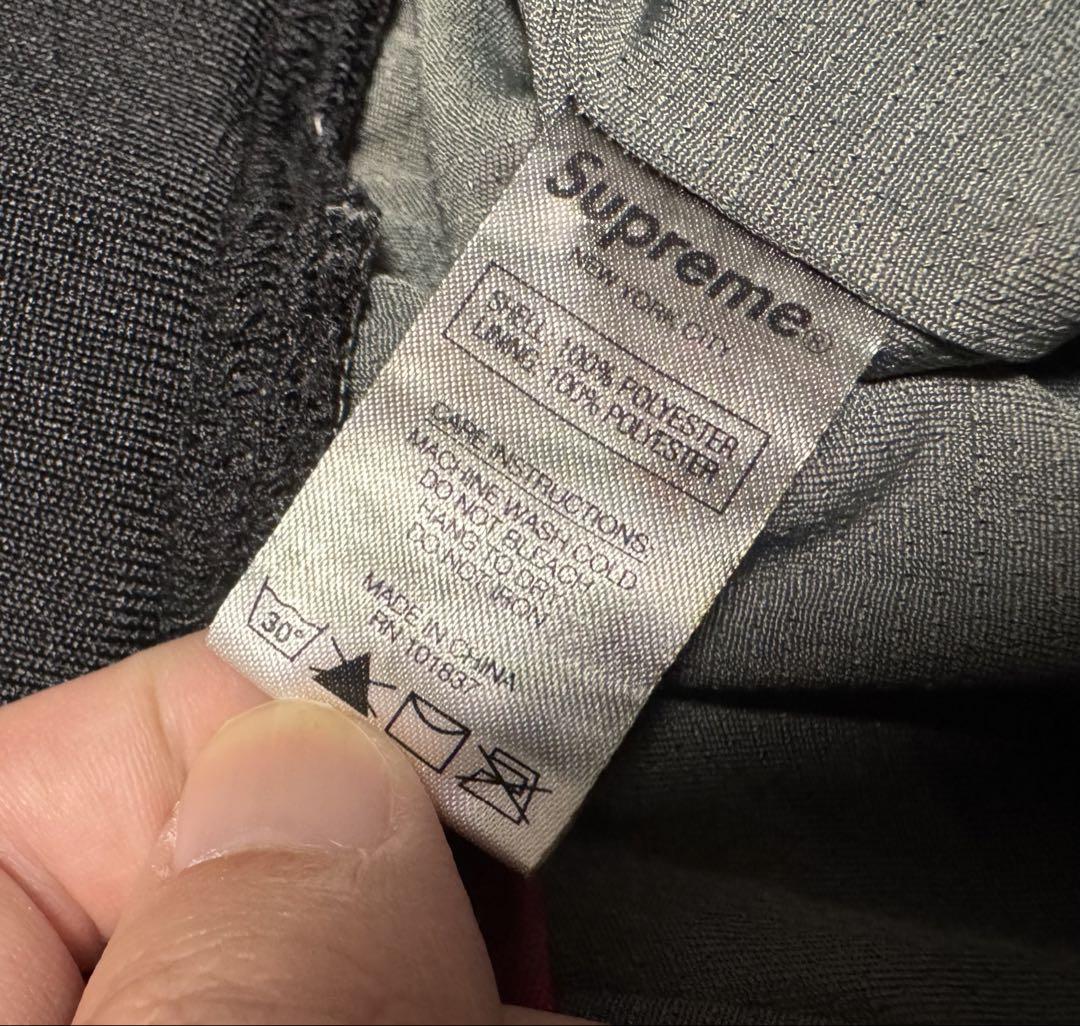 Supreme®
NEW YORK CITY
SHELL: 100% POLYESTER
LINING: 100% POLYESTER
CARE INSTRUCTIONS
MACHINE WASH COLD
DO NOT BLEACH
HANG TO DRY
DO NOT IRON
MADE IN CHINA
RN 101837
30°